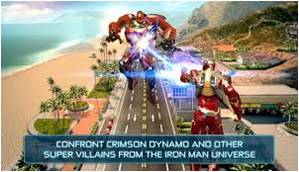 CONFRONT CRIMSON DYNAMO AND OTHER
SUPER VILLAINS FROM THE IRON MAN UNIVERSE